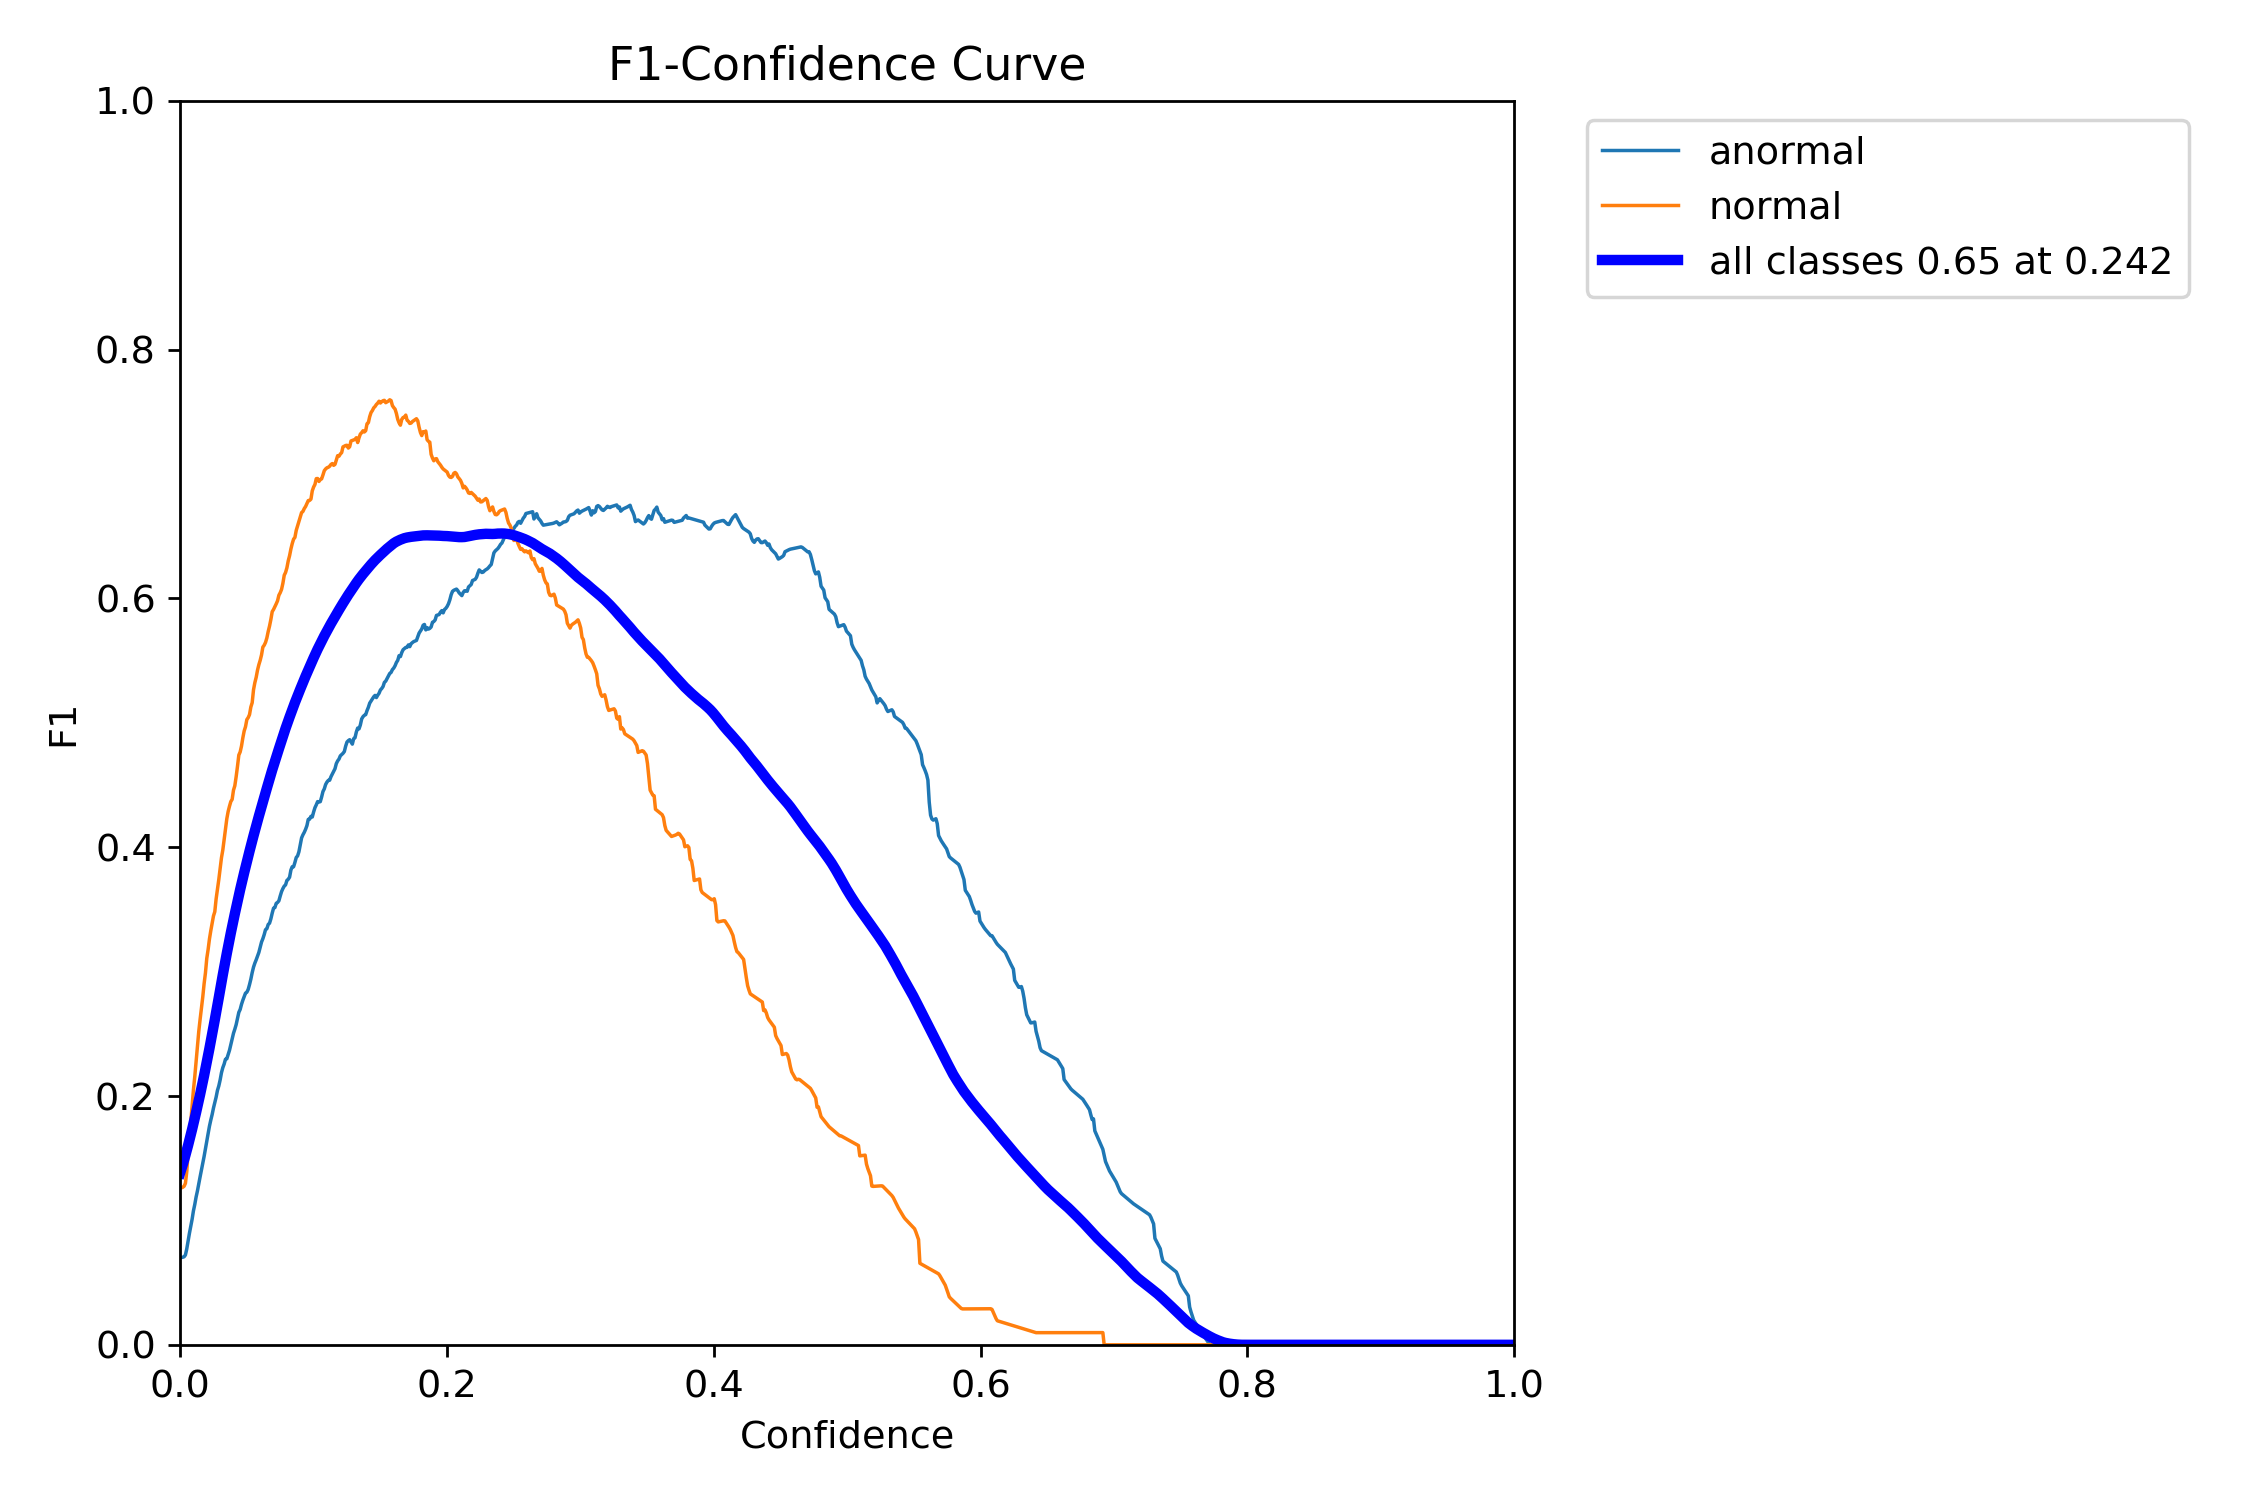 F1-Confidence Curve
1.0
0.8
0.6
0.4
0.2
0.0
F1
0.0 0.2 0.4 0.6 0.8 1.0
Confidence
anormal
normal
all classes 0.65 at 0.242